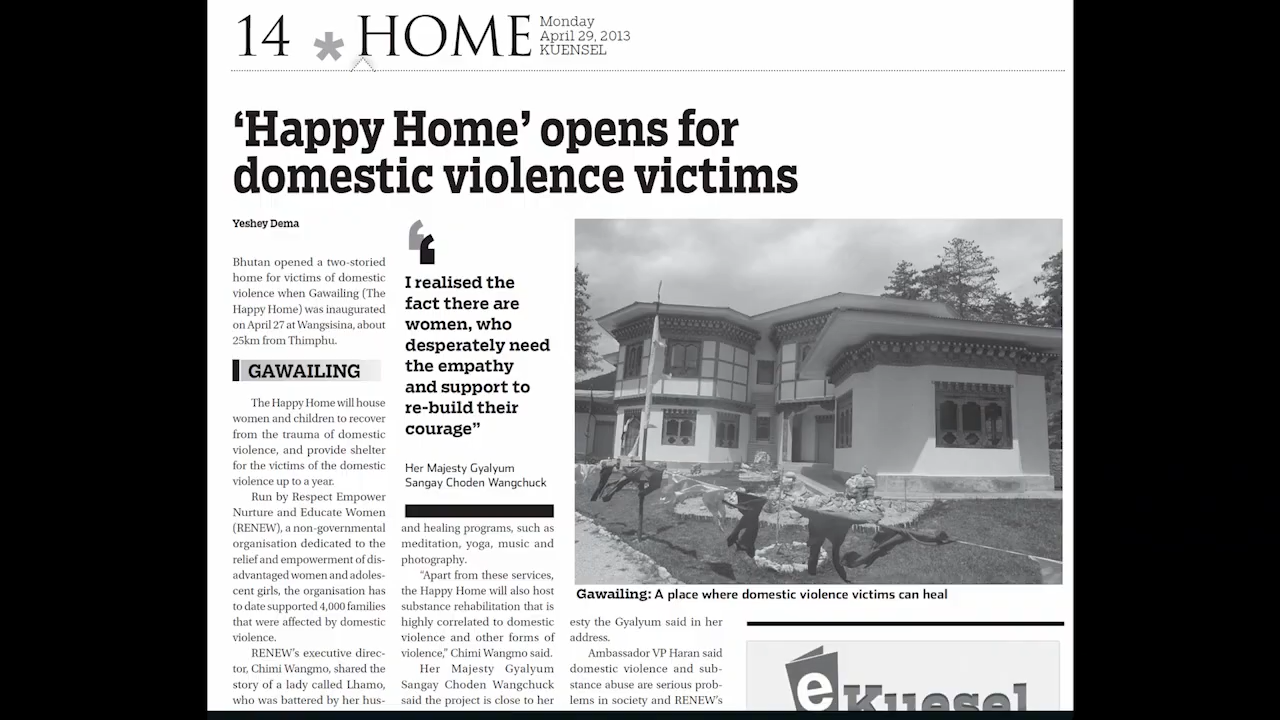 14 * HOME
Monday
April 29, 2013
KUENSEL
‘Happy Home’ opens for
domestic violence victims
Yeshey Dema
Bhutan opened a two-storied
home for victims of domestic
violence when Gawailing (The
Happy Home) was inaugurated
on April 27 at Wangsisina, about
25km from Thimphu.
GAWAILING
The Happy Home will house
women and children to recover
from the trauma of domestic
violence, and provide shelter
for the victims of the domestic
violence up to a year.
Run by Respect Empower
Nurture and Educate Women
(RENEW), a non-governmental
organisation dedicated to the
relief and empowerment of dis-
advantaged women and adoles-
cent girls, the organisation has
to date supported 4,000 families
that were affected by domestic
violence.
RENEW’s executive direc-
tor, Chimi Wangmo, shared the
story of a lady called Lhamo,
who was battered by her hus-
“
I realised the
fact there are
women, who
desperately need
the empathy
and support to
re-build their
courage”
Her Majesty Gyalyum
Sangay Choden Wangchuck
and healing programs, such as
meditation, yoga, music and
photography.
“Apart from these services,
the Happy Home will also host
substance rehabilitation that is
highly correlated to domestic
violence and other forms of
violence,” Chimi Wangmo said.
Her Majesty Gyalyum
Sangay Choden Wangchuck
said the project is close to her
Gawailing: A place where domestic violence victims can heal
esty the Gyalyum said in her
address.
Ambassador VP Haran said
domestic violence and sub-
stance abuse are serious prob-
lems in society and RENEW’s
e
Kuesel